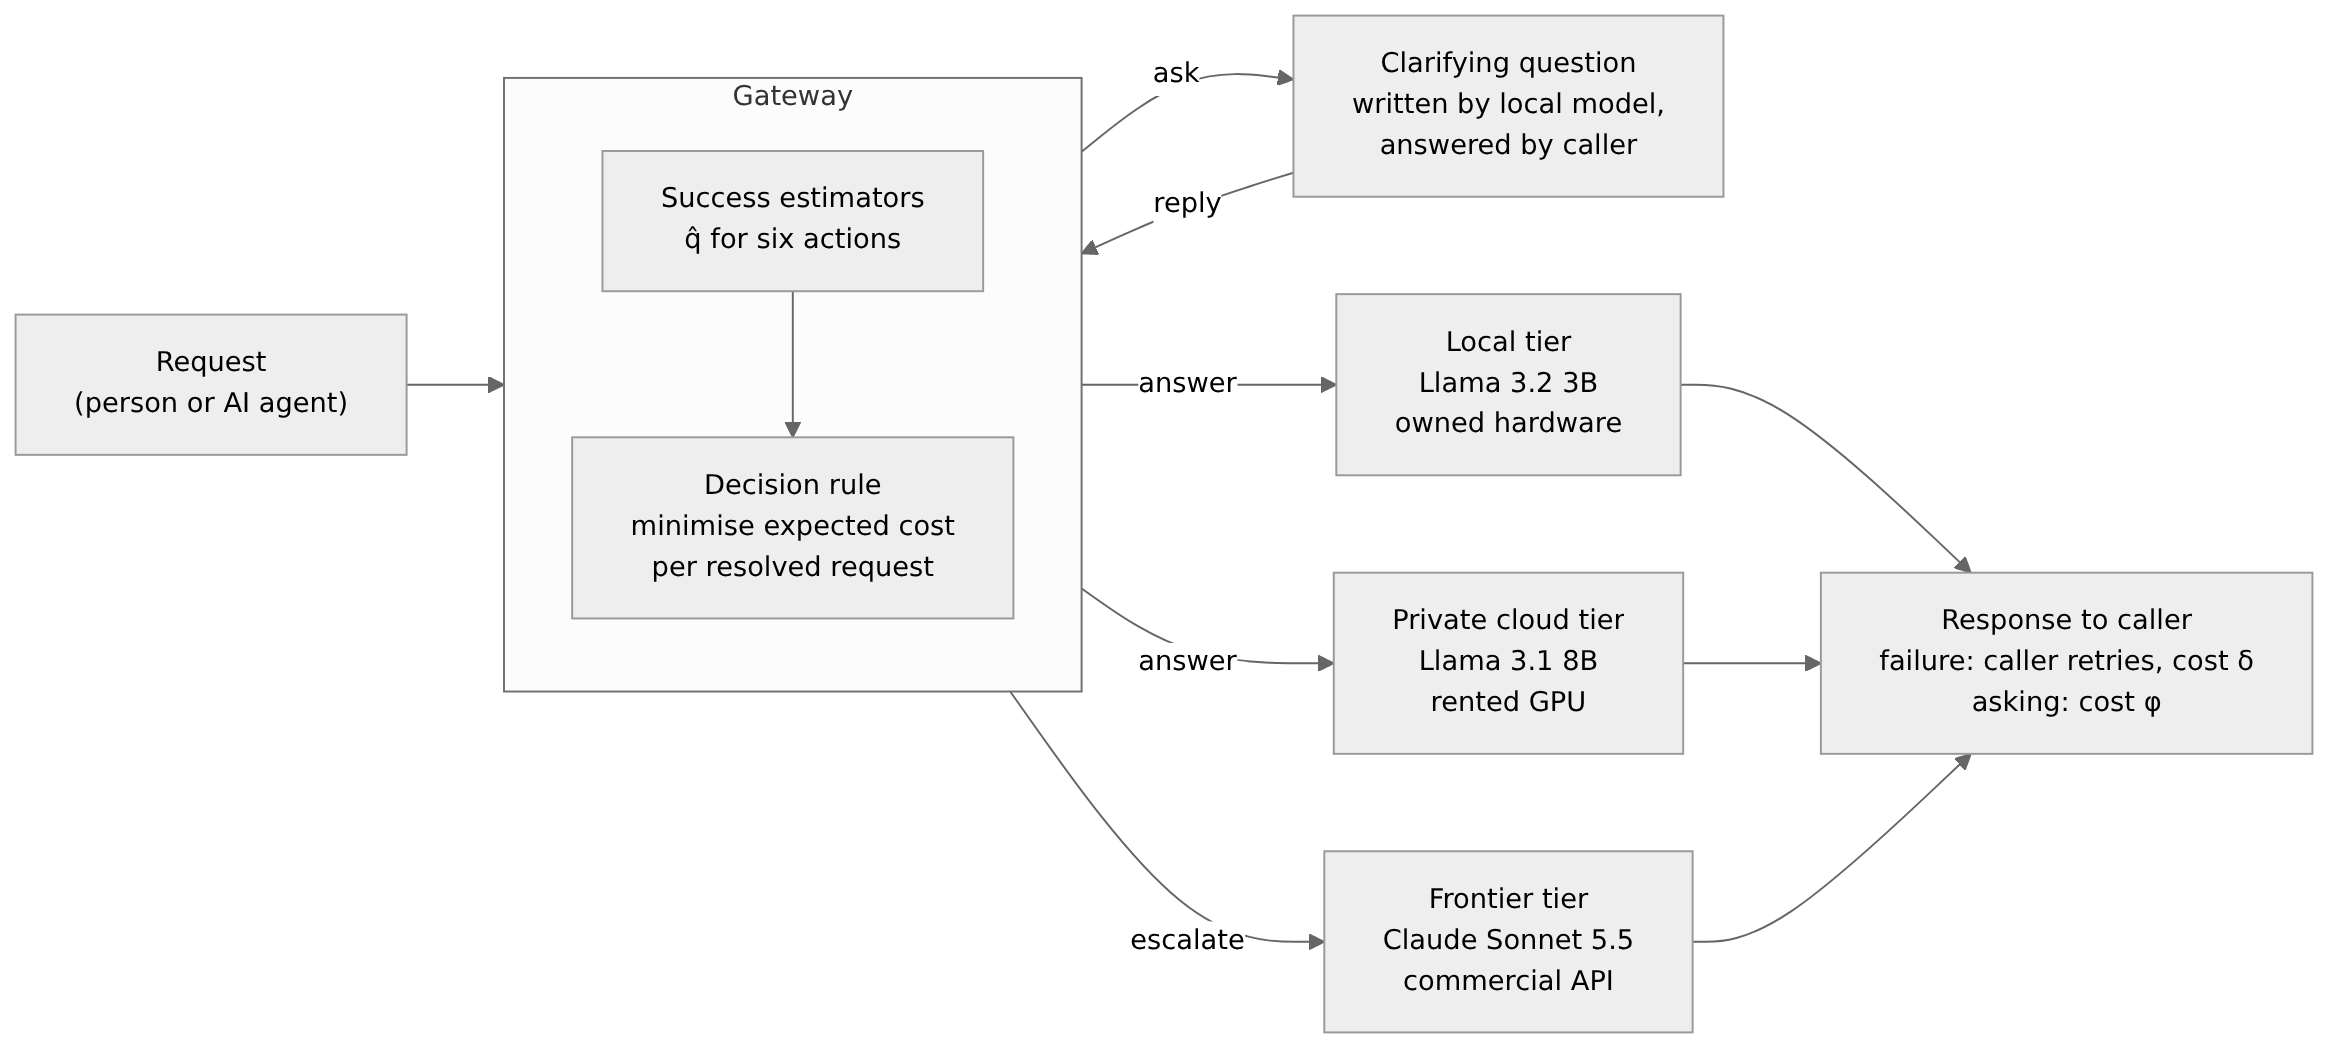 Request
(person or AI agent)
Gateway
Success estimators
q̂ for six actions
Decision rule
minimise expected cost
per resolved request
ask
reply
answer
answer
escalate
Clarifying question
written by local model,
answered by caller
Local tier
Llama 3.2 3B
owned hardware
Private cloud tier
Llama 3.1 8B
rented GPU
Frontier tier
Claude Sonnet 5.5
commercial API
Response to caller
failure: caller retries, cost δ
asking: cost φ